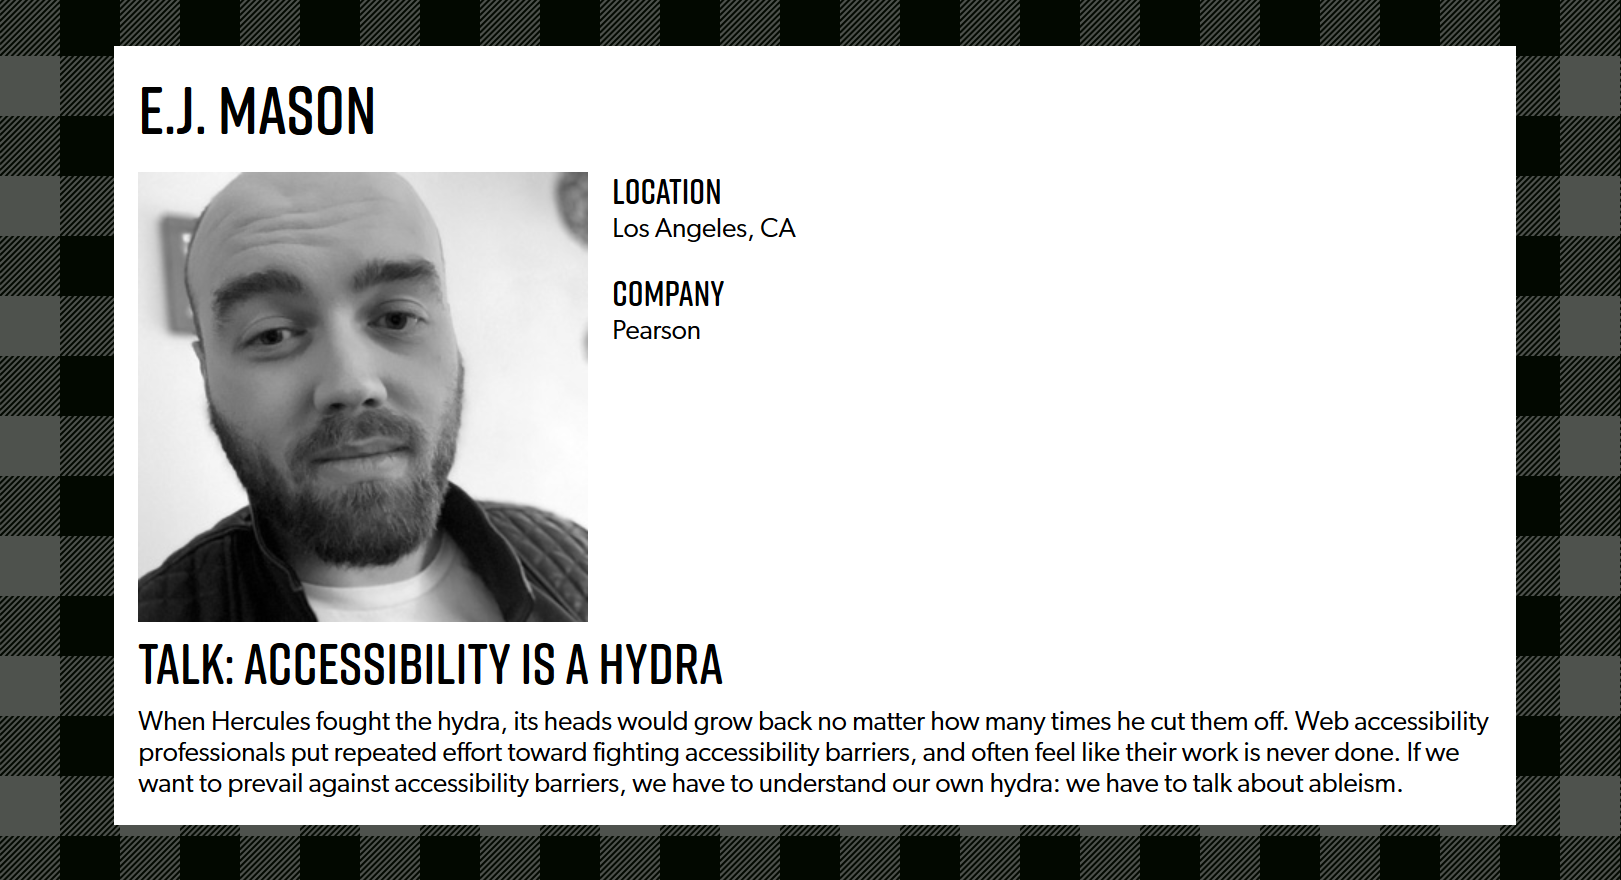 E.J. MASON
LOCATION
Los Angeles, CA
COMPANY
Pearson
TALK: ACCESSIBILITY IS A HYDRA
When Hercules fought the hydra, its heads would grow back no matter how many times he cut them off. Web accessibility
professionals put repeated effort toward fighting accessibility barriers, and often feel like their work is never done. If we
want to prevail against accessibility barriers, we have to understand our own hydra: we have to talk about ableism.